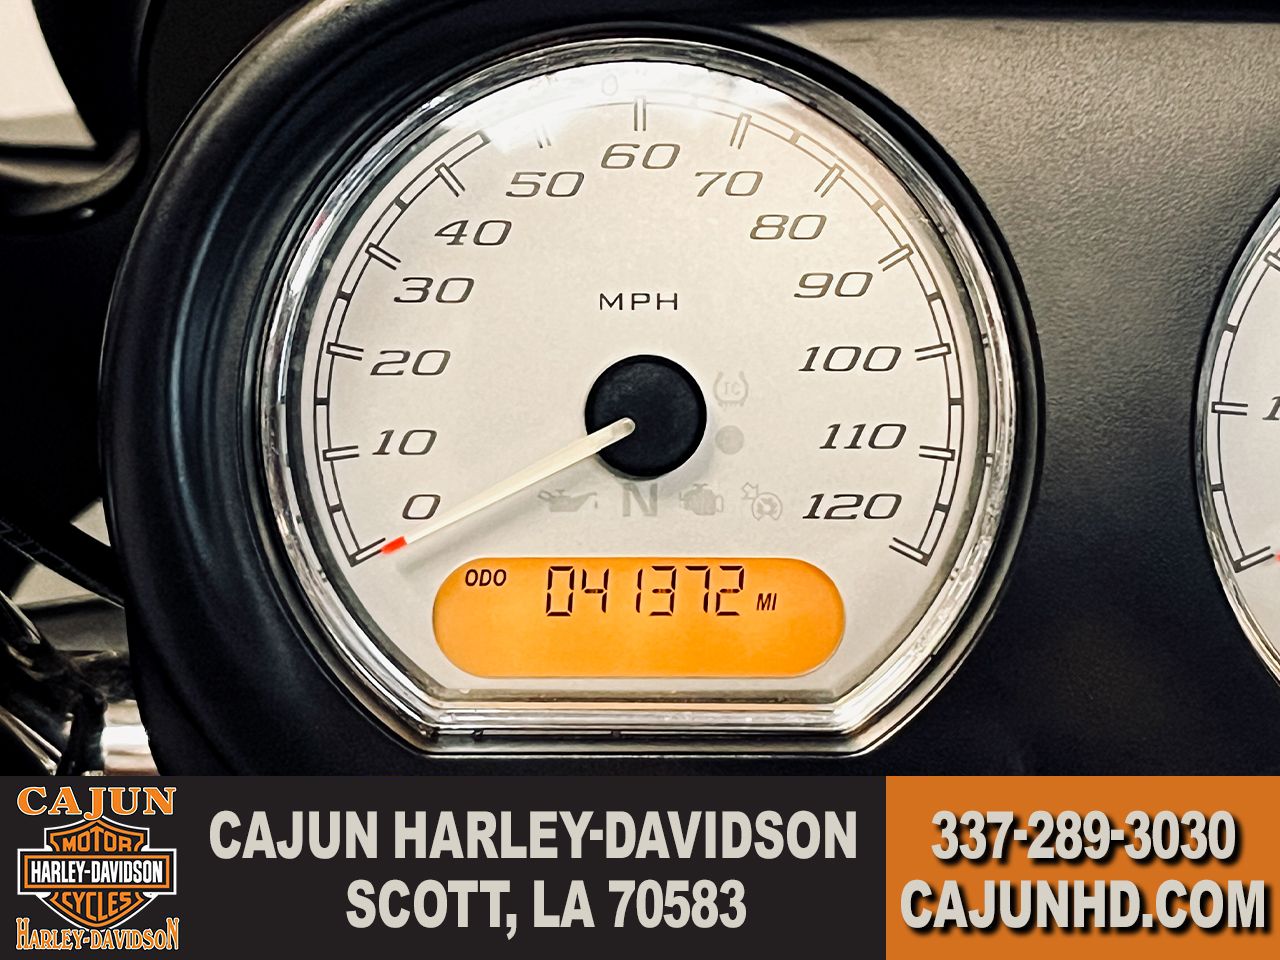 60
50
70
40
80
30
90
MPH
20
100
TC
10
110
0
N
120
ODO 041372 MI
CAJUN
MOTOR
HARLEY-DAVIDSON
CYCLES
HARLEY-DAVIDSON
CAJUN HARLEY-DAVIDSON
SCOTT, LA 70583
337-289-3030
CAJUNHD.COM